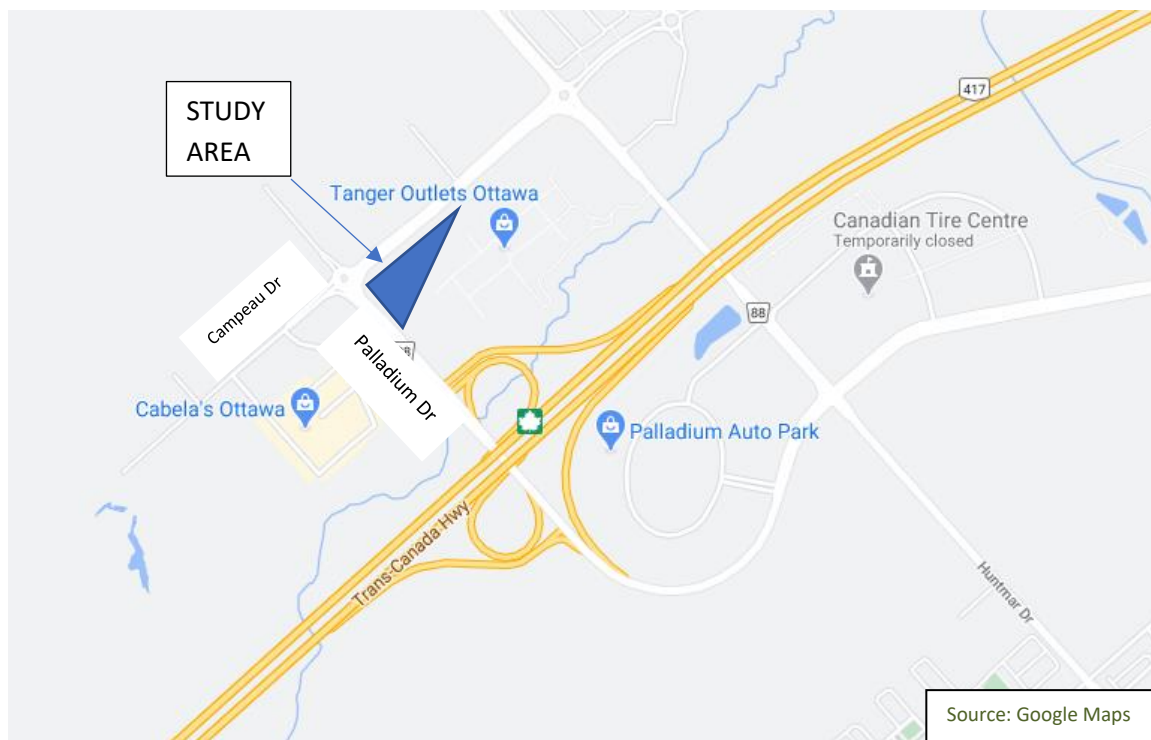 417
STUDY
AREA
Tanger Outlets Ottawa
Canadian Tire Centre
Temporarily closed
Campeau Dr
88
Palladium Dr
Cabela's Ottawa
Palladium Auto Park
Trans-Canada Hwy
Huntmar Dr
Source: Google Maps